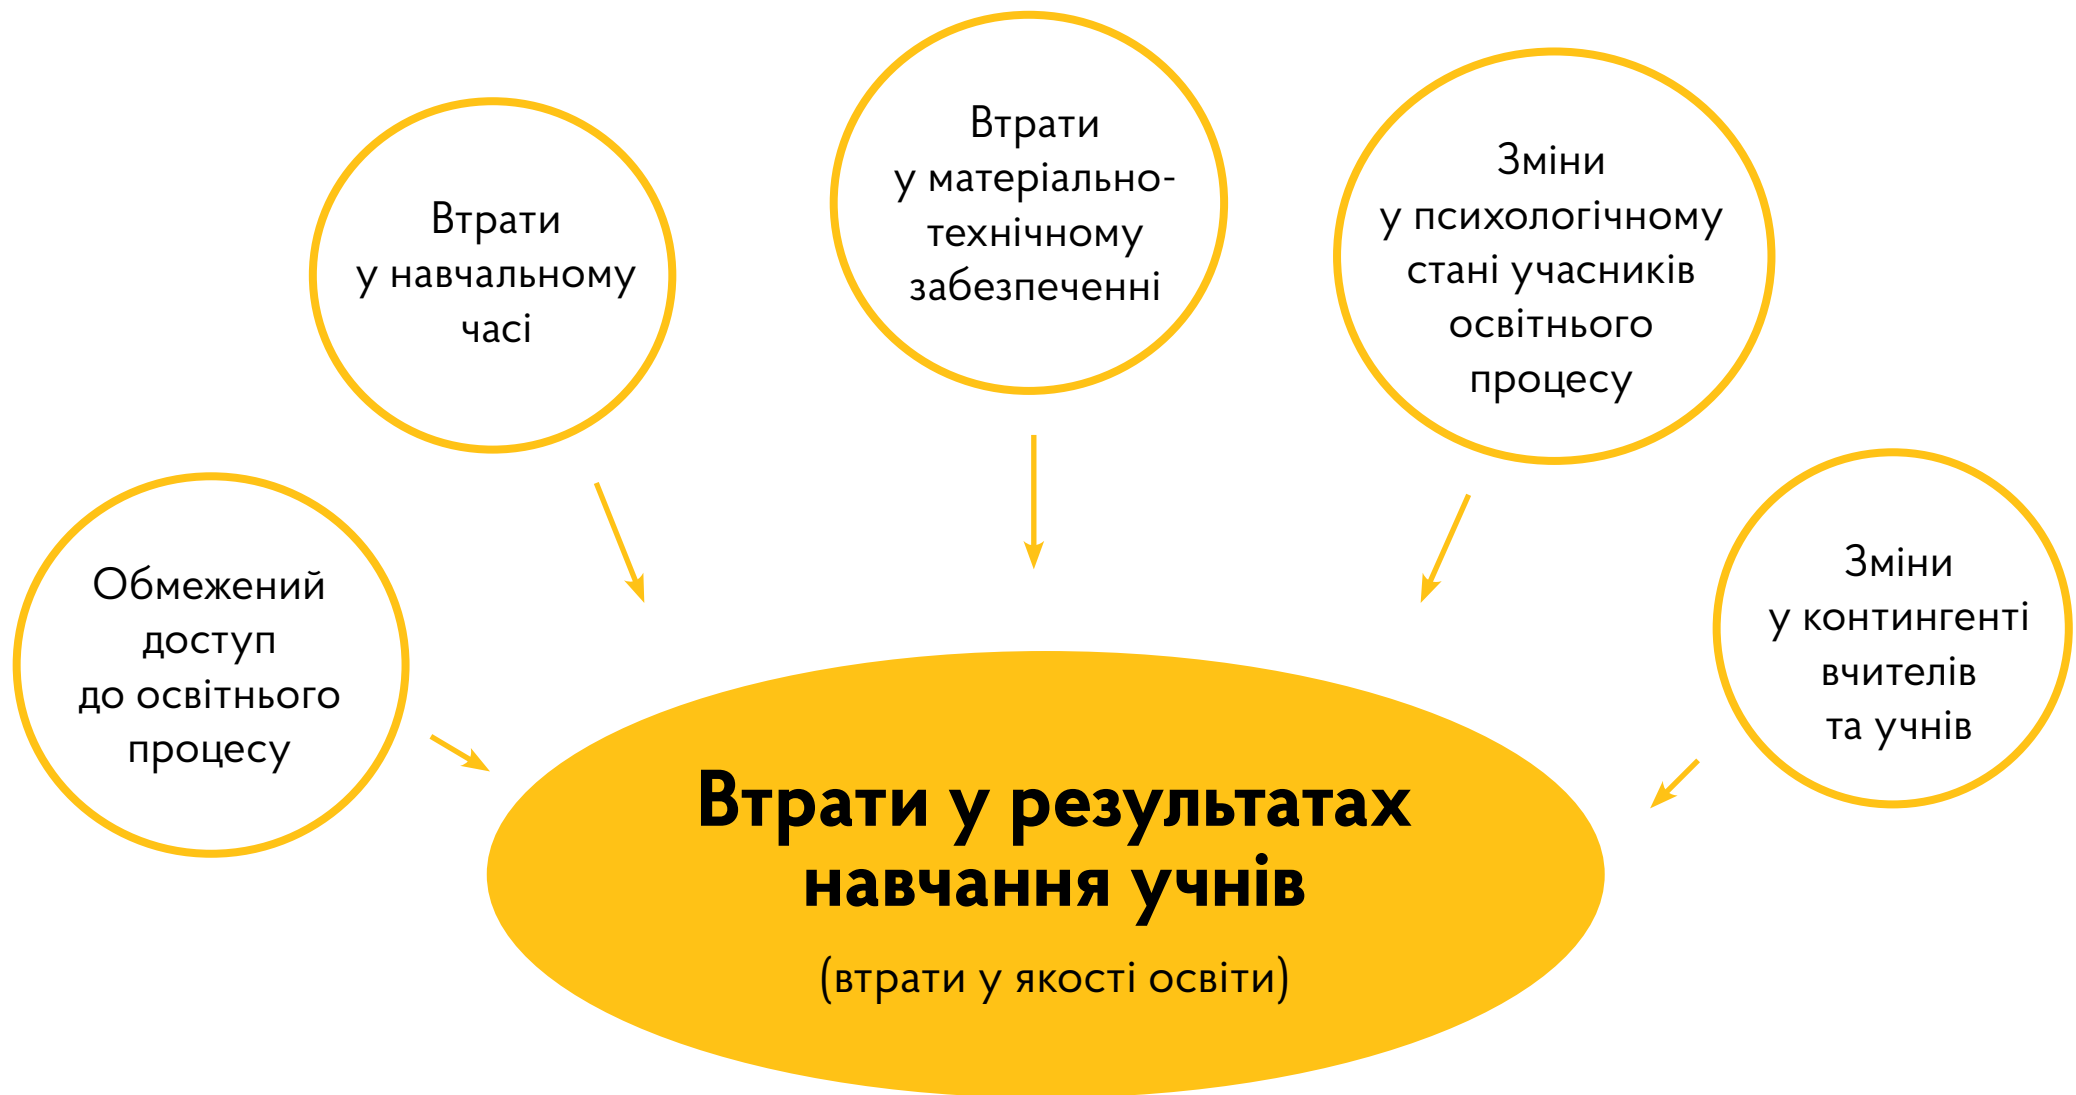 Втрати
у навчальному
часі
Втрати
у матеріально-
технічному
забезпеченні
Зміни
у психологічному
стані учасників
освітнього
процесу
Обмежений
доступ
до освітнього
процесу
Зміни
у контингенті
вчителів
та учнів
Втрати у результатах
навчання учнів
(втрати у якості освіти)